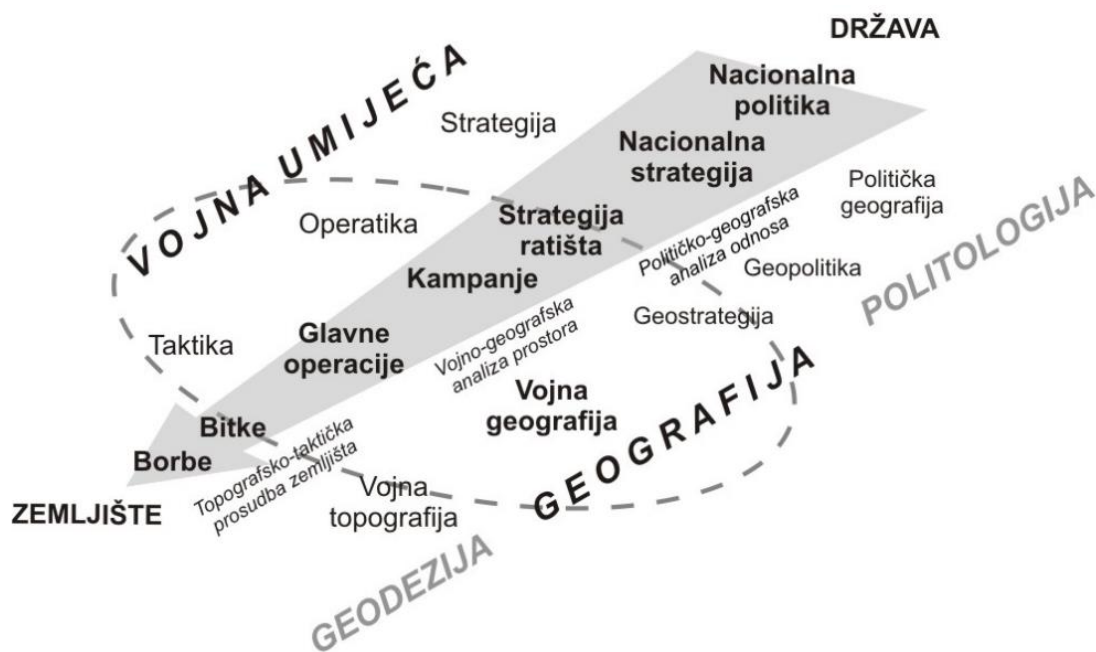 DRŽAVA
VOJNA UMIJEĆA
Strategija
Nacionalna
politika
Nacionalna
strategija
Politička
geografija
POLITOLOGIJA
Operatika
Strategija
ratišta
Političko-geografska
analiza odnosa
Geopolitika
Kampanje
Geostrategija
Taktika
Glavne
operacije
Vojno-geografska
analiza prostora
Vojna
geografija
GEOGRAFIJA
Bitke
Borbe
Topografsko-taktička
prosudba zemljišta
Vojna
topografija
ZEMLJIŠTE
GEODEZIJA